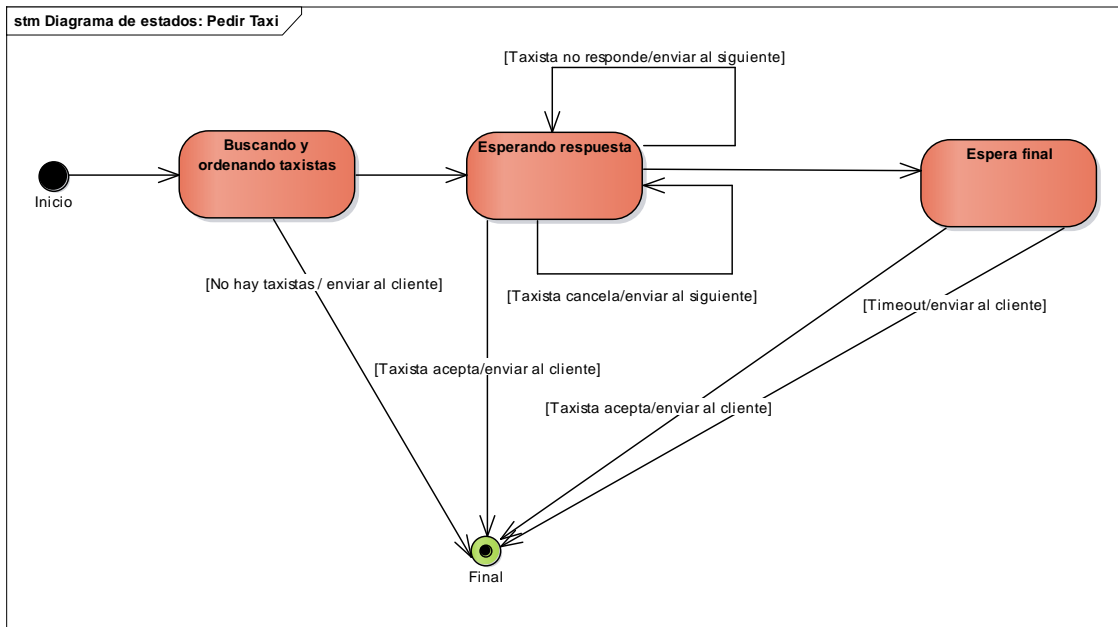 stm Diagrama de estados: Pedir Taxi
[Taxista no responde/enviar al siguiente]
Buscando y
ordenando taxistas
Esperando respuesta
Espera final
Inicio
[No hay taxistas / enviar al cliente]
[Taxista cancela/enviar al siguiente]
[Timeout/enviar al cliente]
[Taxista acepta/enviar al cliente]
[Taxista acepta/enviar al cliente]
Final